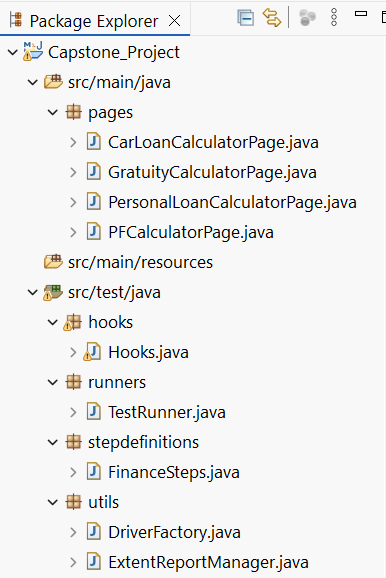 Package Explorer
Capstone_Project
src/main/java
pages
CarLoanCalculatorPage.java
GratuityCalculatorPage.java
PersonalLoanCalculatorPage.java
PFCalculatorPage.java
src/main/resources
src/test/java
hooks
Hooks.java
runners
TestRunner.java
stepdefinitions
FinanceSteps.java
utils
DriverFactory.java
ExtentReportManager.java